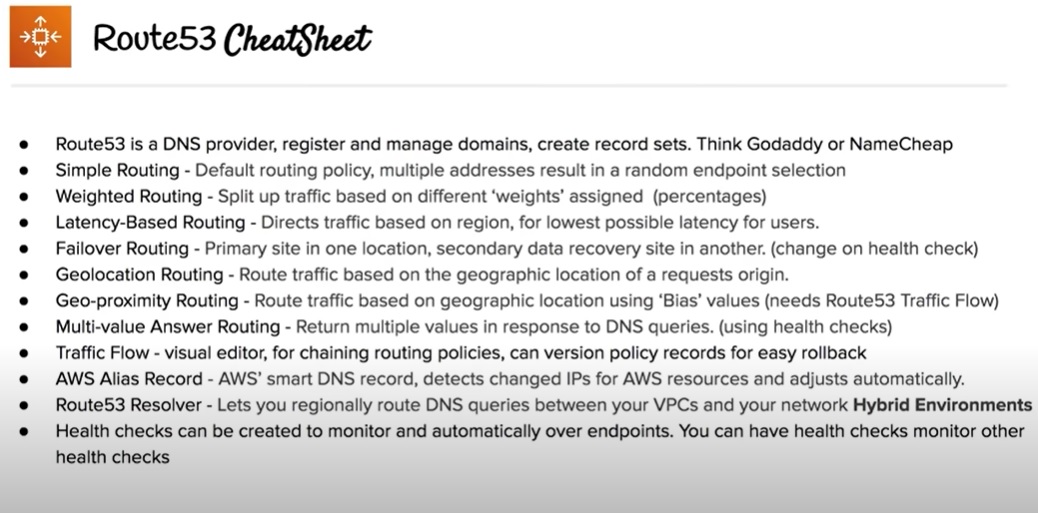 Route53 CheatSheet
● Route53 is a DNS provider, register and manage domains, create record sets. Think Godaddy or NameCheap
● Simple Routing - Default routing policy, multiple addresses result in a random endpoint selection
● Weighted Routing - Split up traffic based on different ‘weights’ assigned (percentages)
● Latency-Based Routing - Directs traffic based on region, for lowest possible latency for users.
● Failover Routing - Primary site in one location, secondary data recovery site in another. (change on health check)
● Geolocation Routing - Route traffic based on the geographic location of a requests origin.
● Geo-proximity Routing - Route traffic based on geographic location using ‘Bias’ values (needs Route53 Traffic Flow)
● Multi-value Answer Routing - Return multiple values in response to DNS queries. (using health checks)
● Traffic Flow - visual editor, for chaining routing policies, can version policy records for easy rollback
● AWS Alias Record - AWS’ smart DNS record, detects changed IPs for AWS resources and adjusts automatically.
● Route53 Resolver - Lets you regionally route DNS queries between your VPCs and your network Hybrid Environments
● Health checks can be created to monitor and automatically over endpoints. You can have health checks monitor other
health checks